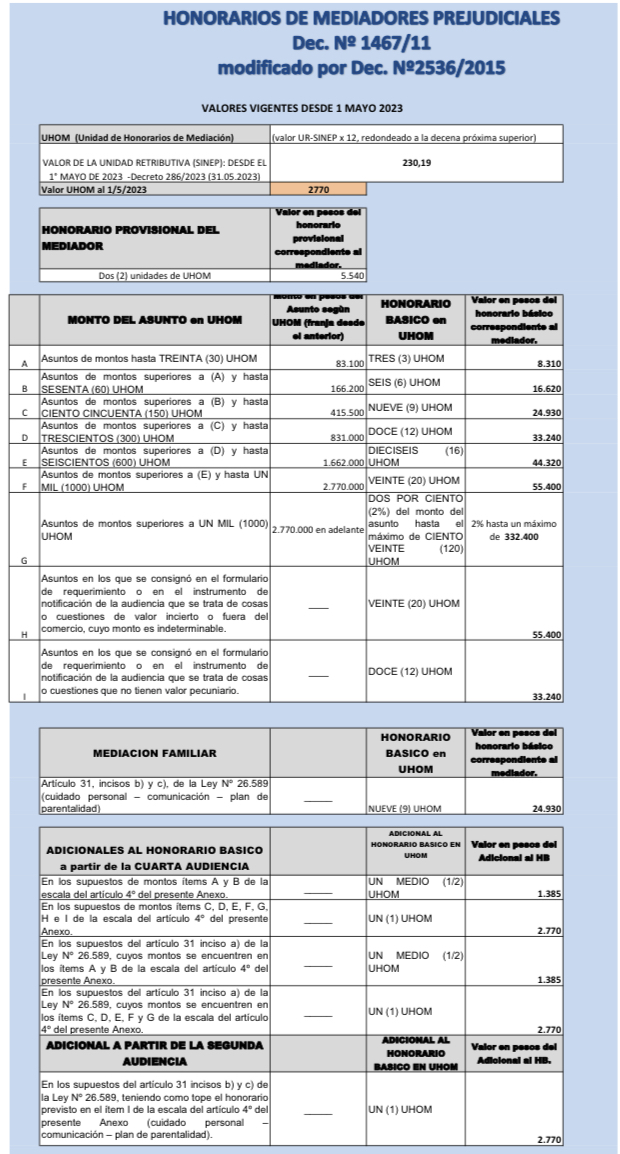 HONORARIOS DE MEDIADORES PREJUDICIALES
Dec. Nº 1467/11
modificado por Dec. Nº2536/2015
VALORES VIGENTES DESDE 1 MAYO 2023
UHOM (Unidad de Honorarios de Mediación)
(valor UR-SINEP x 12, redondeado a la decena próxima superior)
VALOR DE LA UNIDAD RETRIBUTIVA (SINEP): DESDE EL
1° MAYO DE 2023 -Decreto 286/2023 (31.05.2023)
230,19
Valor UHOM al 1/5/2023
2770
HONORARIO PROVISIONAL DEL
MEDIADOR
Valor en pesos del
honorario
provisional
correspondiente al
mediador.
Dos (2) unidades de UHOM
5.540
MONTO DEL ASUNTO en UHOM
Monto en pesos del
Asunto según
UHOM (franja desde
el anterior)
HONORARIO
BASICO en
UHOM
Valor en pesos del
honorario básico
correspondiente al
mediador.
A
Asuntos de montos hasta TREINTA (30) UHOM
83.100
TRES (3) UHOM
8.310
B
Asuntos de montos superiores a (A) y hasta
SESENTA (60) UHOM
166.200
SEIS (6) UHOM
16.620
C
Asuntos de montos superiores a (B) y hasta
CIENTO CINCUENTA (150) UHOM
415.500
NUEVE (9) UHOM
24.930
D
Asuntos de montos superiores a (C) y hasta
TRESCIENTOS (300) UHOM
831.000
DOCE (12) UHOM
33.240
E
Asuntos de montos superiores a (D) y hasta
SEISCIENTOS (600) UHOM
1.662.000
DIECISEIS (16)
UHOM
44.320
F
Asuntos de montos superiores a (E) y hasta UN
MIL (1000) UHOM
2.770.000
VEINTE (20) UHOM
55.400
G
Asuntos de montos superiores a UN MIL (1000)
UHOM
2.770.000 en adelante
DOS POR CIENTO
(2%) del monto del
asunto hasta el
máximo de CIENTO
VEINTE (120)
UHOM
2% hasta un máximo
de 332.400
H
Asuntos en los que se consignó en el formulario
de requerimiento o en el instrumento de
notificación de la audiencia que se trata de cosas
o cuestiones de valor incierto o fuera del
comercio, cuyo monto es indeterminable.
____
VEINTE (20) UHOM
55.400
I
Asuntos en los que se consignó en el formulario
de requerimiento o en el instrumento de
notificación de la audiencia que se trata de cosas
o cuestiones que no tienen valor pecuniario.
____
DOCE (12) UHOM
33.240
MEDIACION FAMILIAR
HONORARIO
BASICO en
UHOM
Valor en pesos del
honorario básico
correspondiente al
mediador.
Artículo 31, incisos b) y c), de la Ley Nº 26.589
(cuidado personal – comunicación – plan de
parentalidad)
____
NUEVE (9) UHOM
24.930
ADICIONALES AL HONORARIO BASICO
a partir de la CUARTA AUDIENCIA
ADICIONAL AL
HONORARIO BASICO EN
UHOM
Valor en pesos del
Adicional al HB
En los supuestos de montos ítems A y B de la
escala del artículo 4º del presente Anexo.
____
UN MEDIO (1/2)
UHOM
1.385
En los supuestos de montos ítems C, D, E, F, G,
H e I de la escala del artículo 4º del presente
Anexo.
____
UN (1) UHOM
2.770
En los supuestos del artículo 31 inciso a) de la
Ley Nº 26.589, cuyos montos se encuentren en
los ítems A y B de la escala del artículo 4º del
presente Anexo.
____
UN MEDIO (1/2)
UHOM
1.385
En los supuestos del artículo 31 inciso a) de la
Ley Nº 26.589, cuyos montos se encuentren en
los ítems C, D, E, F y G de la escala del artículo
4º del presente Anexo.
____
UN (1) UHOM
2.770
ADICIONAL A PARTIR DE LA SEGUNDA
AUDIENCIA
ADICIONAL AL
HONORARIO
BASICO EN UHOM
Valor en pesos del
Adicional al HB.
En los supuestos del artículo 31 incisos b) y c) de
la Ley Nº 26.589, teniendo como tope el honorario
previsto en el ítem I de la escala del artículo 4º del
presente Anexo (cuidado personal –
comunicación – plan de parentalidad).
____
UN (1) UHOM
2.770